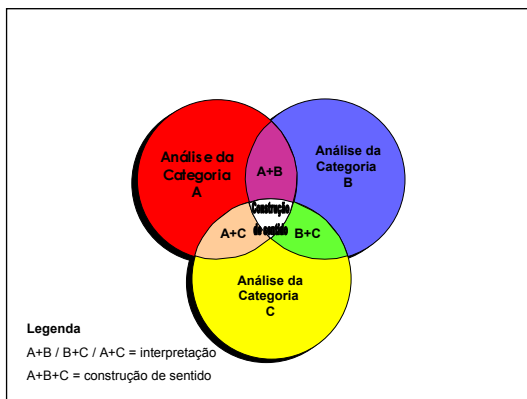 Análise da
Categoria
A
A+B
Análise da
Categoria
B
Construção
de sentido
A+C
B+C
Análise da
Categoria
C
Legenda
A+B / B+C / A+C = interpretação
A+B+C = construção de sentido